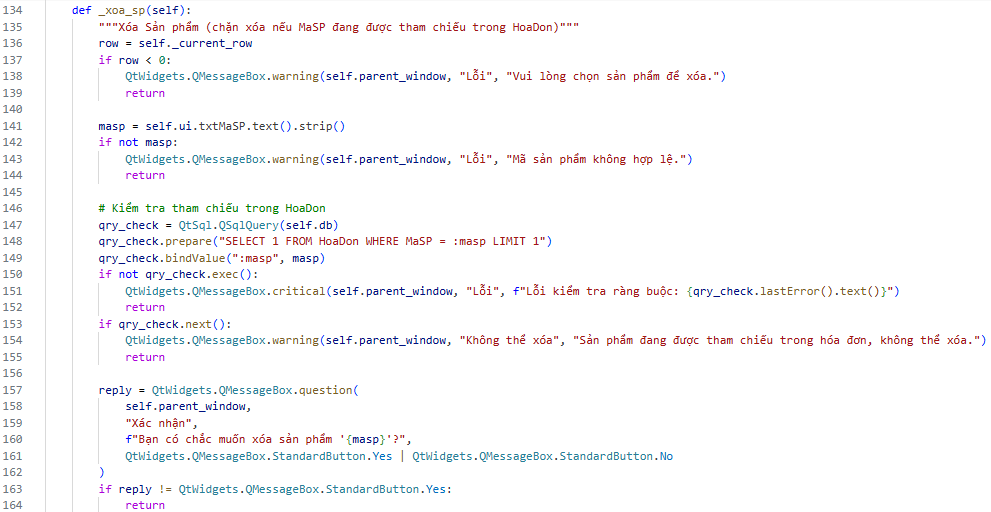 134 def _xoa_sp(self):
135 """Xóa Sản phẩm (chặn xóa nếu MaSP đang được tham chiếu trong HoaDon)"""
136 row = self._current_row
137 if row < 0:
138 QtWidgets.QMessageBox.warning(self.parent_window, "Lỗi", "Vui lòng chọn sản phẩm để xóa.")
139 return
140
141 masp = self.ui.txtMaSP.text().strip()
142 if not masp:
143 QtWidgets.QMessageBox.warning(self.parent_window, "Lỗi", "Mã sản phẩm không hợp lệ.")
144 return
145
146 # Kiểm tra tham chiếu trong HoaDon
147 qry_check = QtSql.QSqlQuery(self.db)
148 qry_check.prepare("SELECT 1 FROM HoaDon WHERE MaSP = :masp LIMIT 1")
149 qry_check.bindValue(":masp", masp)
150 if not qry_check.exec():
151 QtWidgets.QMessageBox.critical(self.parent_window, "Lỗi", f"Lỗi kiểm tra ràng buộc: {qry_check.lastError().text()}")
152 return
153 if qry_check.next():
154 QtWidgets.QMessageBox.warning(self.parent_window, "Không thể xóa", "Sản phẩm đang được tham chiếu trong hóa đơn, không thể xóa.")
155 return
156
157 reply = QtWidgets.QMessageBox.question(
158 self.parent_window,
159 "Xác nhận",
160 f"Bạn có chắc muốn xóa sản phẩm '{masp}'?",
161 QtWidgets.QMessageBox.StandardButton.Yes | QtWidgets.QMessageBox.StandardButton.No
162 )
163 if reply != QtWidgets.QMessageBox.StandardButton.Yes:
164 return